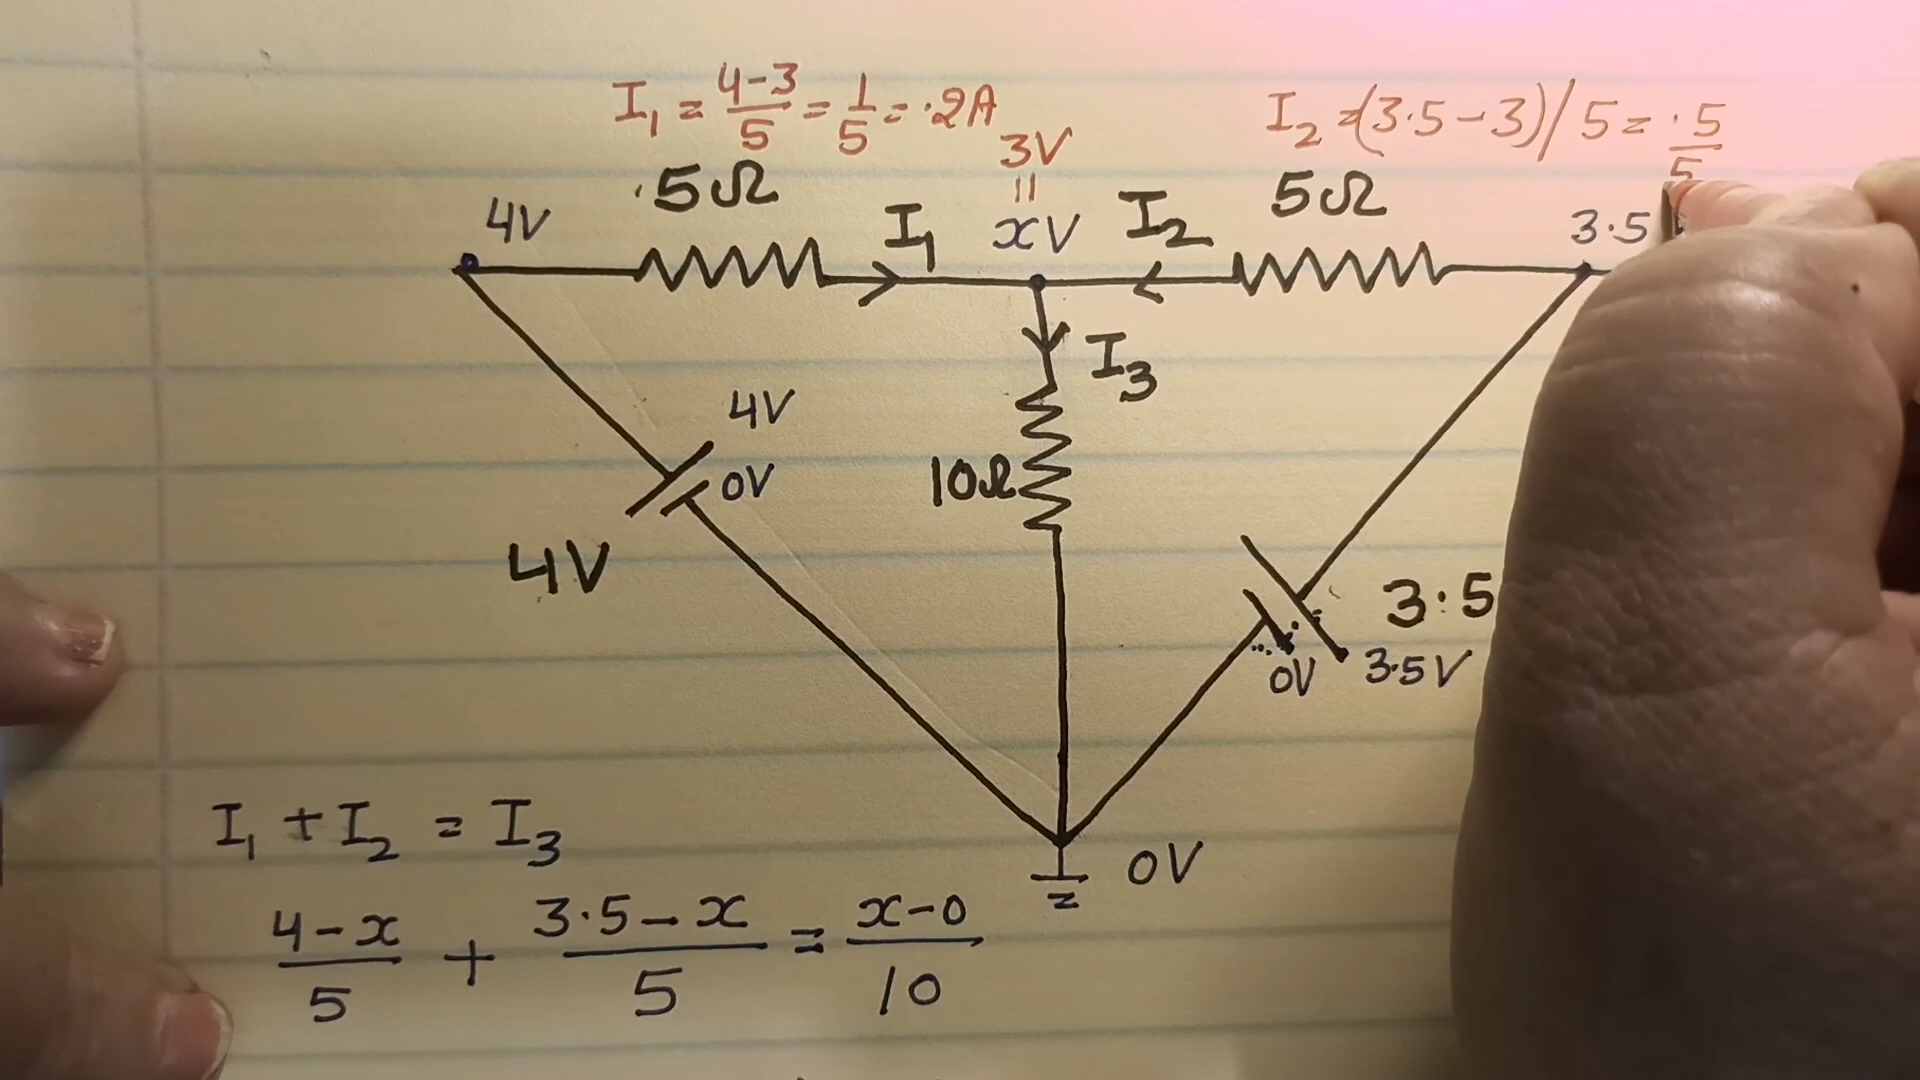 I₁ = 4-3/5 = 1/5 = .2A
I₂ = (3.5-3)/5 = .5/5
3V
||
.5Ω
5Ω
4V
I₁
xV
I₂
3.5
I₃
4V
0V
10Ω
4V
3.5
0V
3.5V
I₁ + I₂ = I₃
0V
4-x/5 + 3.5-x/5 = x-0/10